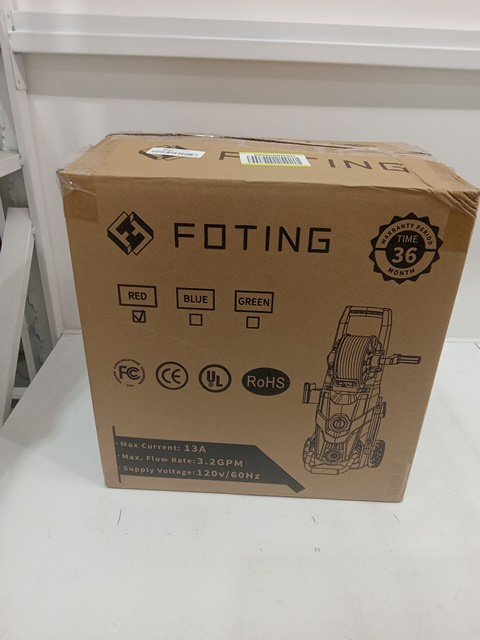 FOTING
FOTING
WARRANTY PERIOD
TIME
36
MONTH
RED
BLUE
GREEN
FC
CE
UL
RoHS
Max Current: 13A
Max. Flow Rate: 3.2GPM
Supply Voltage: 120v/60Hz